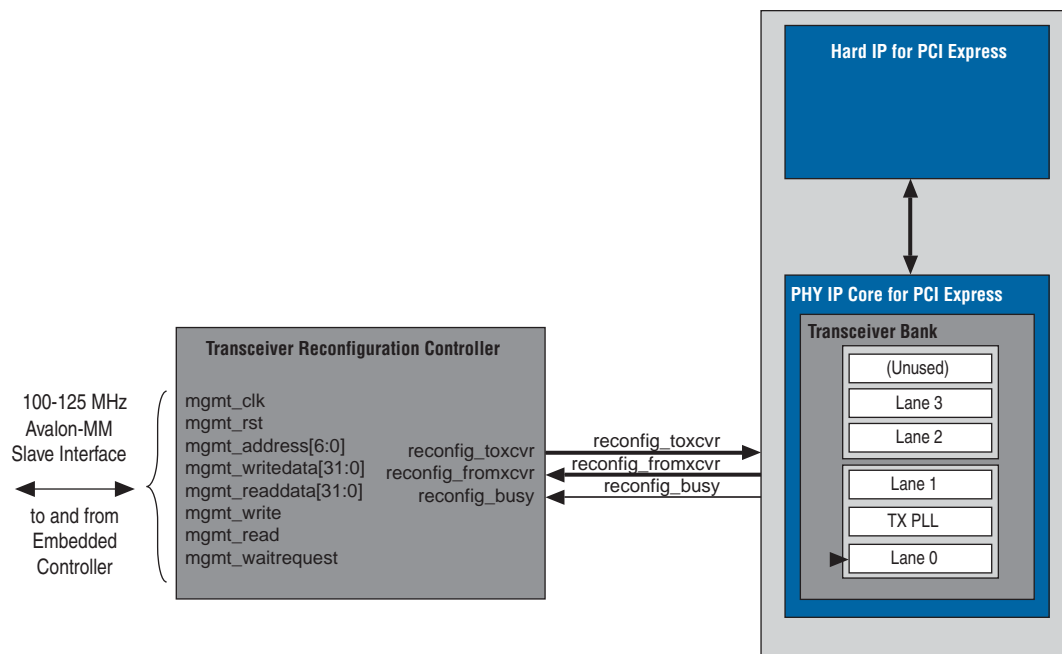 Hard IP for PCI Express
PHY IP Core for PCI Express
Transceiver Bank
(Unused)
Lane 3
Lane 2
Lane 1
TX PLL
Lane 0
Transceiver Reconfiguration Controller
mgmt_clk
mgmt_rst
mgmt_address[6:0]
mgmt_writedata[31:0]
mgmt_readdata[31:0]
mgmt_write
mgmt_read
mgmt_waitrequest
reconfig_toxcvr
reconfig_fromxcvr
reconfig_busy
reconfig_toxcvr
reconfig_fromxcvr
reconfig_busy
100-125 MHz
Avalon-MM
Slave Interface
to and from
Embedded
Controller